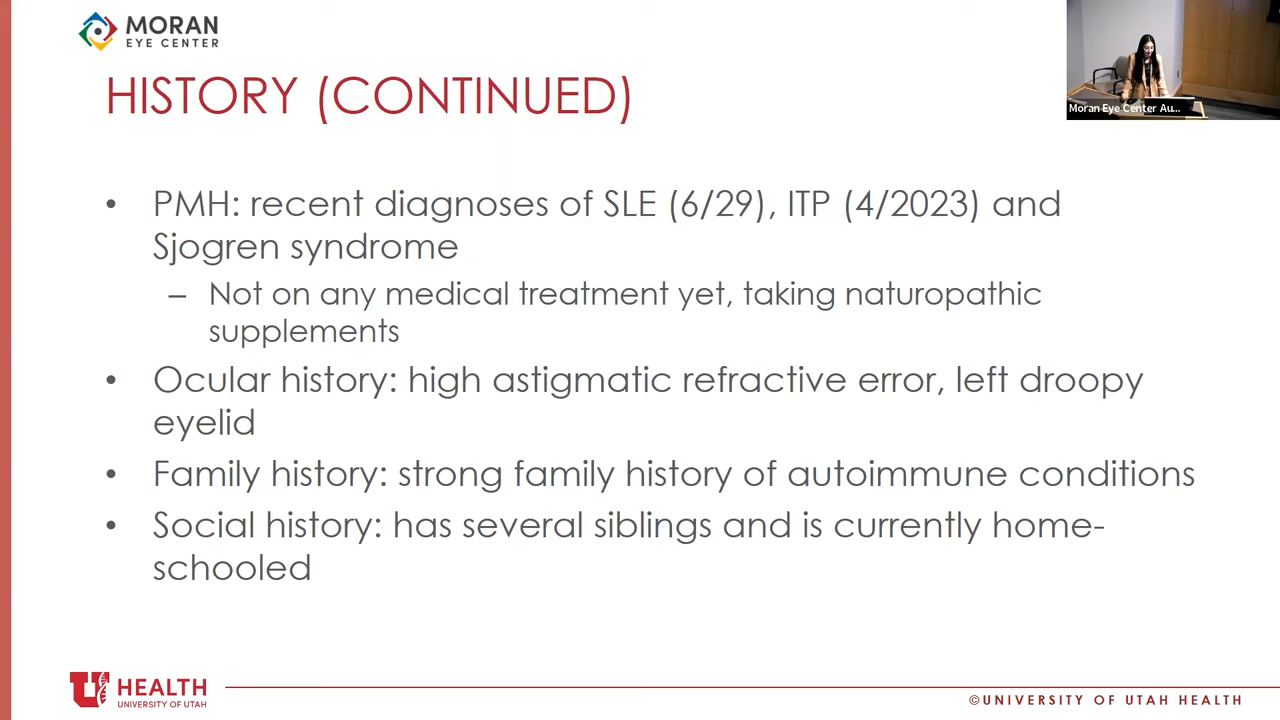 MORAN
EYE CENTER
HISTORY (CONTINUED)
Moran Eye Center Au...
• PMH: recent diagnoses of SLE (6/29), ITP (4/2023) and
Sjogren syndrome
– Not on any medical treatment yet, taking naturopathic
supplements
• Ocular history: high astigmatic refractive error, left droopy
eyelid
• Family history: strong family history of autoimmune conditions
• Social history: has several siblings and is currently home-
schooled
U HEALTH
UNIVERSITY OF UTAH
©UNIVERSITY OF UTAH HEALTH